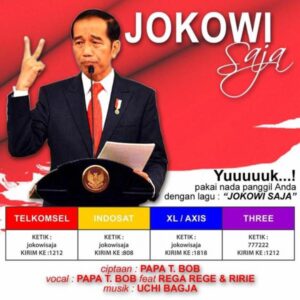 JOKOWI
Saja
Yuuuuuk...!
pakai nada panggil Anda
dengan lagu : "JOKOWI SAJA"
TELKOMSEL
KETIK :
jokowisaja
KIRIM KE :1212
INDOSAT
KETIK :
jokowisaja
KIRIM KE :808
XL / AXIS
KETIK :
jokowisaja
KIRIM KE :1818
THREE
KETIK :
777222
KIRIM KE :1212
ciptaan : PAPA T. BOB
vocal : PAPA T. BOB feat REGA REGE & RIRIE
musik : UCHI BAGJA